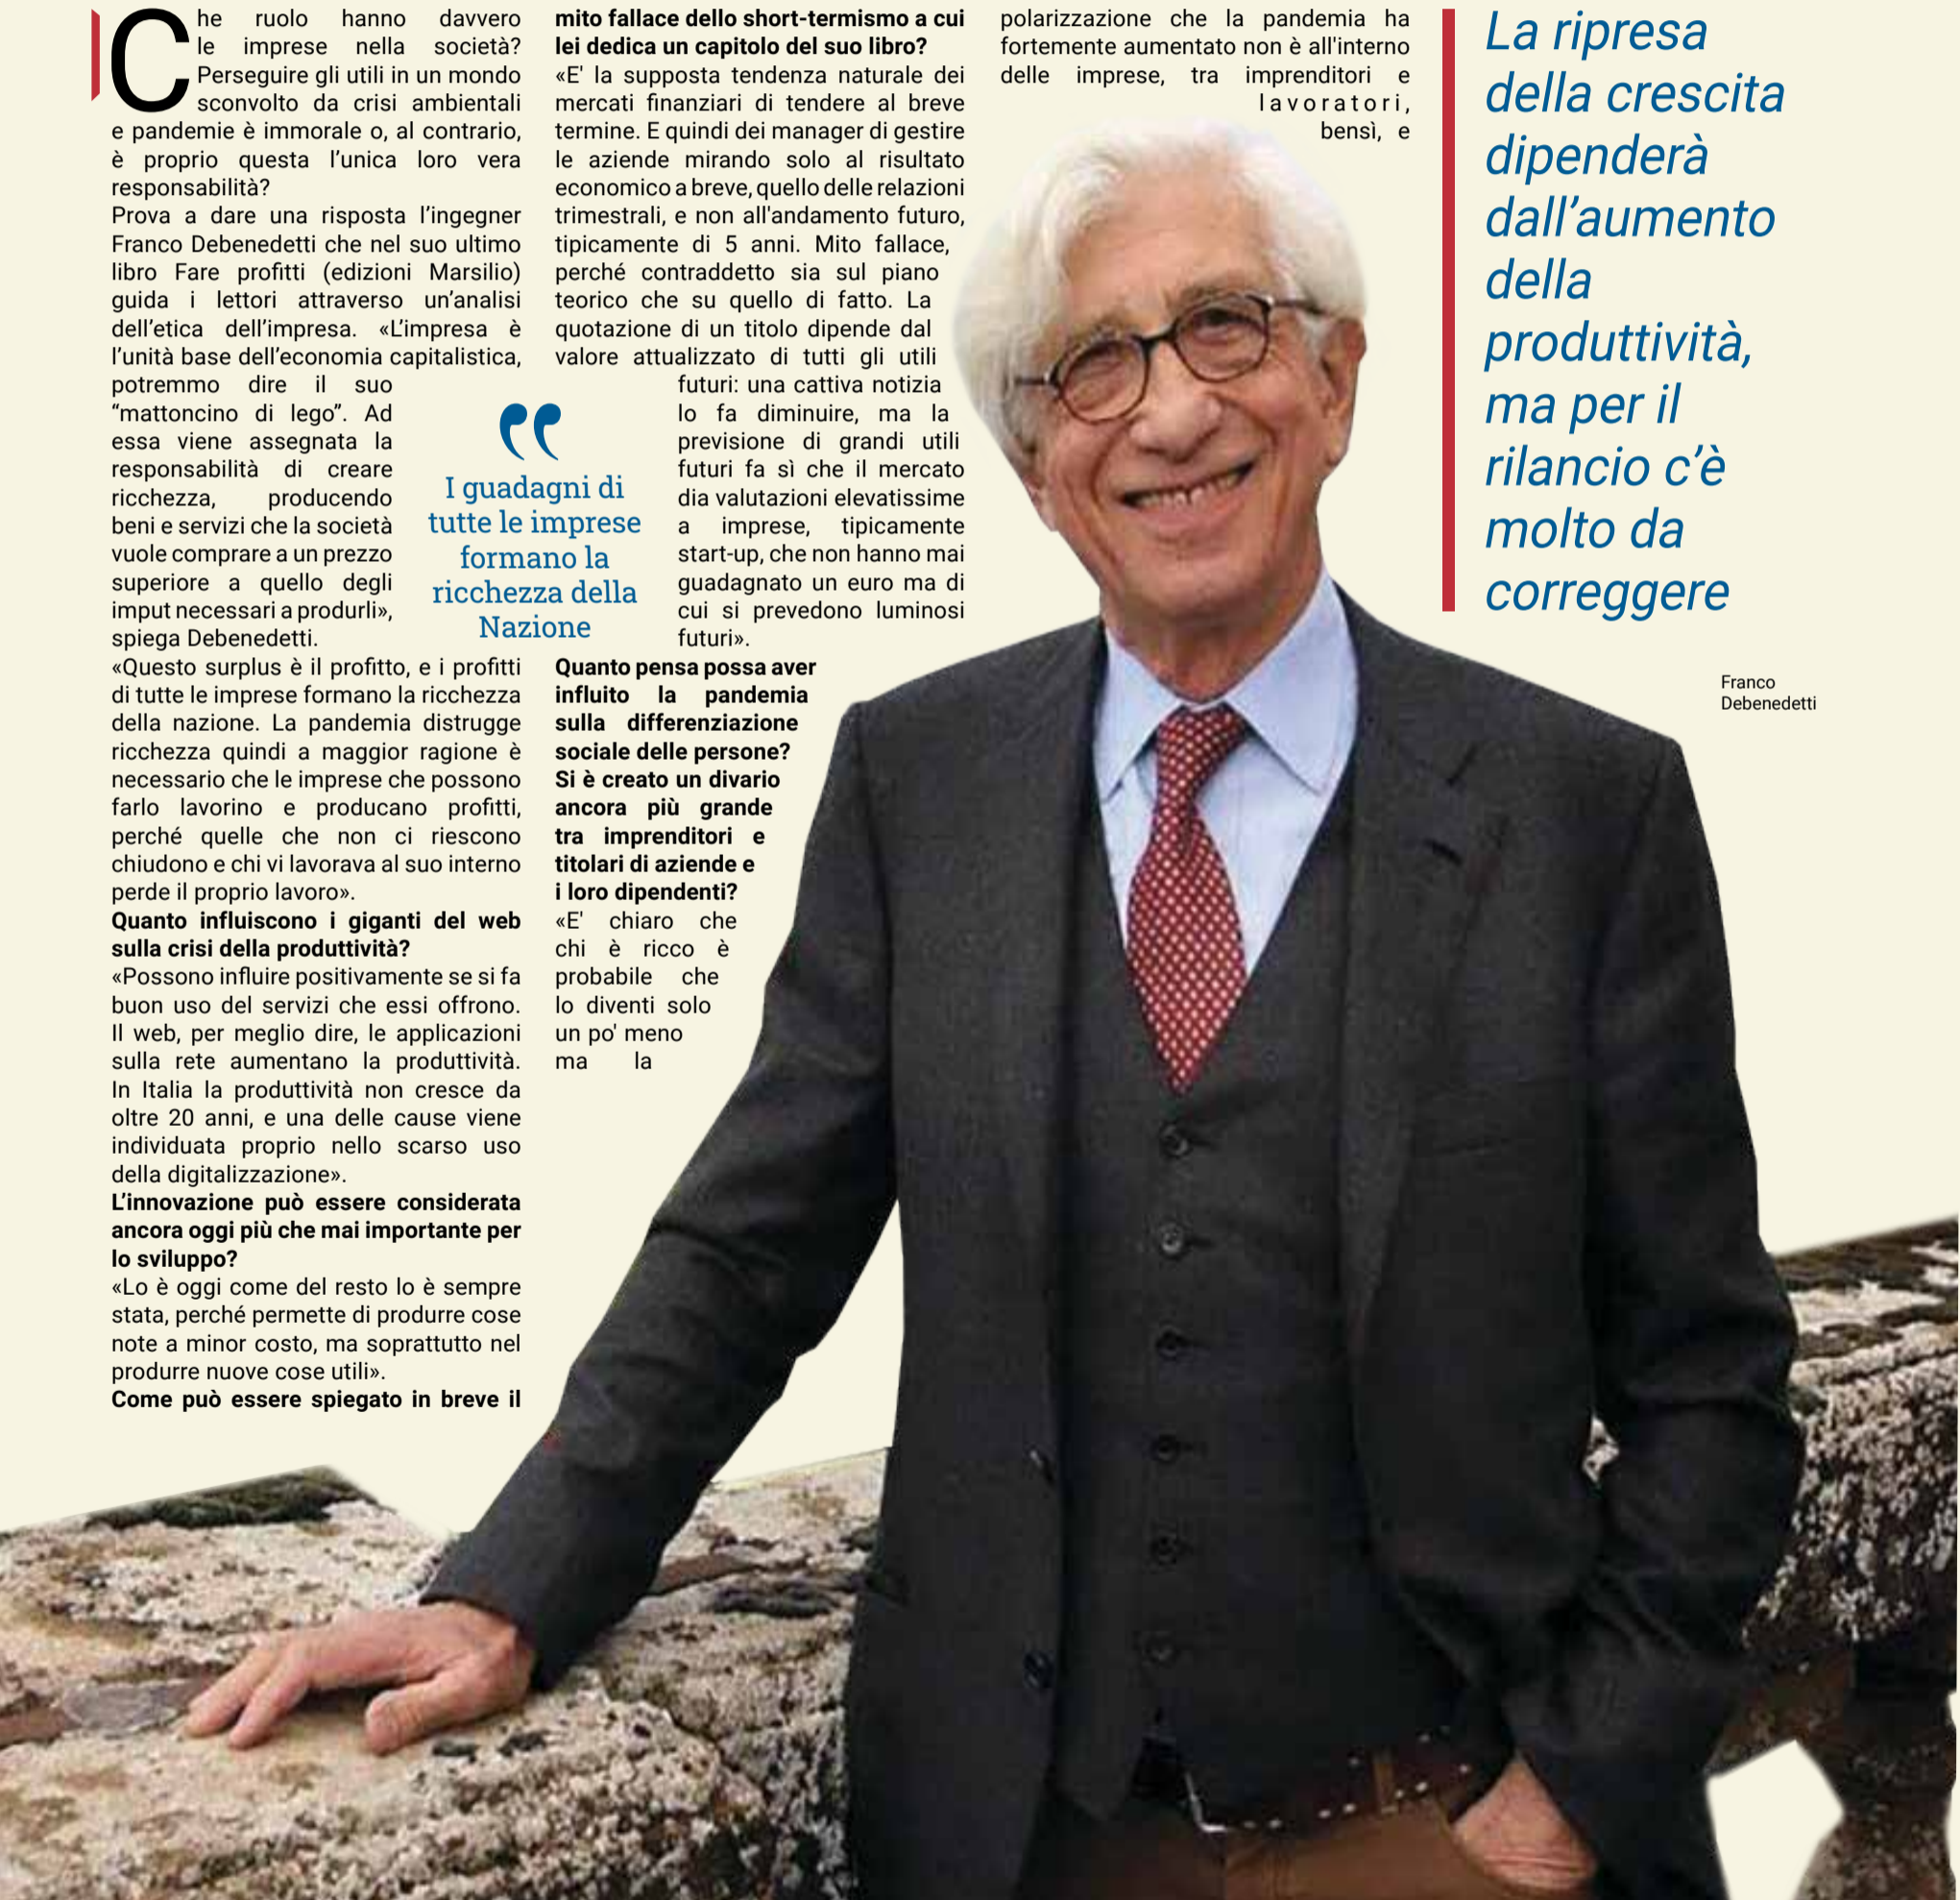 Che ruolo hanno davvero
le imprese nella società?
Perseguire gli utili in un mondo
sconvolto da crisi ambientali
e pandemie è immorale o, al contrario,
è proprio questa l’unica loro vera
responsabilità?
Prova a dare una risposta l’ingegner
Franco Debenedetti che nel suo ultimo
libro Fare profitti (edizioni Marsilio)
guida i lettori attraverso un’analisi
dell’etica dell’impresa. «L’impresa è
l’unità base dell’economia capitalistica,
potremmo dire il suo
“mattoncino di lego”. Ad
essa viene assegnata la
responsabilità di creare
ricchezza, producendo
beni e servizi che la società
vuole comprare a un prezzo
superiore a quello degli
imput necessari a produrli»,
spiega Debenedetti.
«Questo surplus è il profitto, e i profitti
di tutte le imprese formano la ricchezza
della nazione. La pandemia distrugge
ricchezza quindi a maggior ragione è
necessario che le imprese che possono
farlo lavorino e producano profitti,
perché quelle che non ci riescono
chiudono e chi vi lavorava al suo interno
perde il proprio lavoro».
Quanto influiscono i giganti del web
sulla crisi della produttività?
«Possono influire positivamente se si fa
buon uso del servizi che essi offrono.
Il web, per meglio dire, le applicazioni
sulla rete aumentano la produttività.
In Italia la produttività non cresce da
oltre 20 anni, e una delle cause viene
individuata proprio nello scarso uso
della digitalizzazione».
L’innovazione può essere considerata
ancora oggi più che mai importante per
lo sviluppo?
«Lo è oggi come del resto lo è sempre
stata, perché permette di produrre cose
note a minor costo, ma soprattutto nel
produrre nuove cose utili».
Come può essere spiegato in breve il
mito fallace dello short-termismo a cui
lei dedica un capitolo del suo libro?
«E' la supposta tendenza naturale dei
mercati finanziari di tendere al breve
termine. E quindi dei manager di gestire
le aziende mirando solo al risultato
economico a breve, quello delle relazioni
trimestrali, e non all'andamento futuro,
tipicamente di 5 anni. Mito fallace,
perché contraddetto sia sul piano
teorico che su quello di fatto. La
quotazione di un titolo dipende dal
valore attualizzato di tutti gli utili
futuri: una cattiva notizia
lo fa diminuire, ma la
previsione di grandi utili
futuri fa sì che il mercato
dia valutazioni elevatissime
a imprese, tipicamente
start-up, che non hanno mai
guadagnato un euro ma di
cui si prevedono luminosi
futuri».
Quanto pensa possa aver
influito la pandemia
sulla differenziazione
sociale delle persone?
Si è creato un divario
ancora più grande
tra imprenditori e
titolari di aziende e
i loro dipendenti?
«E' chiaro che
chi è ricco è
probabile che
lo diventi solo
un po' meno
ma la
polarizzazione che la pandemia ha
fortemente aumentato non è all'interno
delle imprese, tra imprenditori e
lavoratori,
bensì, e
I guadagni di
tutte le imprese
formano la
ricchezza della
Nazione
La ripresa
della crescita
dipenderà
dall’aumento
della
produttività,
ma per il
rilancio c’è
molto da
correggere
Franco
Debenedetti